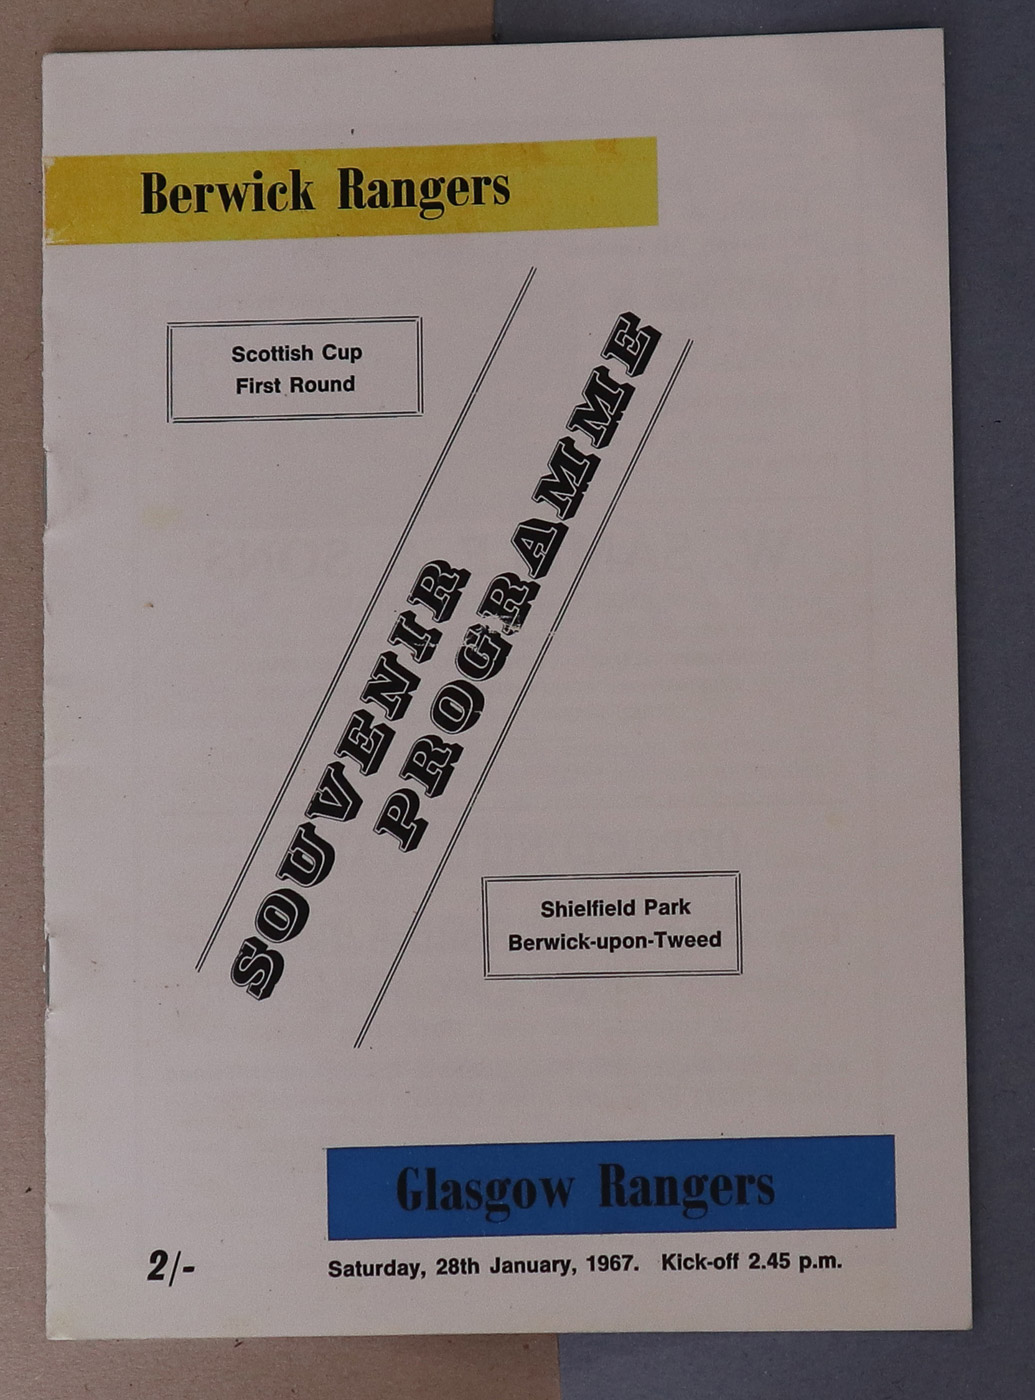 Berwick Rangers
Scottish Cup
First Round
SOUVENIR
PROGRAMME
Shielfield Park
Berwick-upon-Tweed
Glasgow Rangers
2/-
Saturday, 28th January, 1967. Kick-off 2.45 p.m.